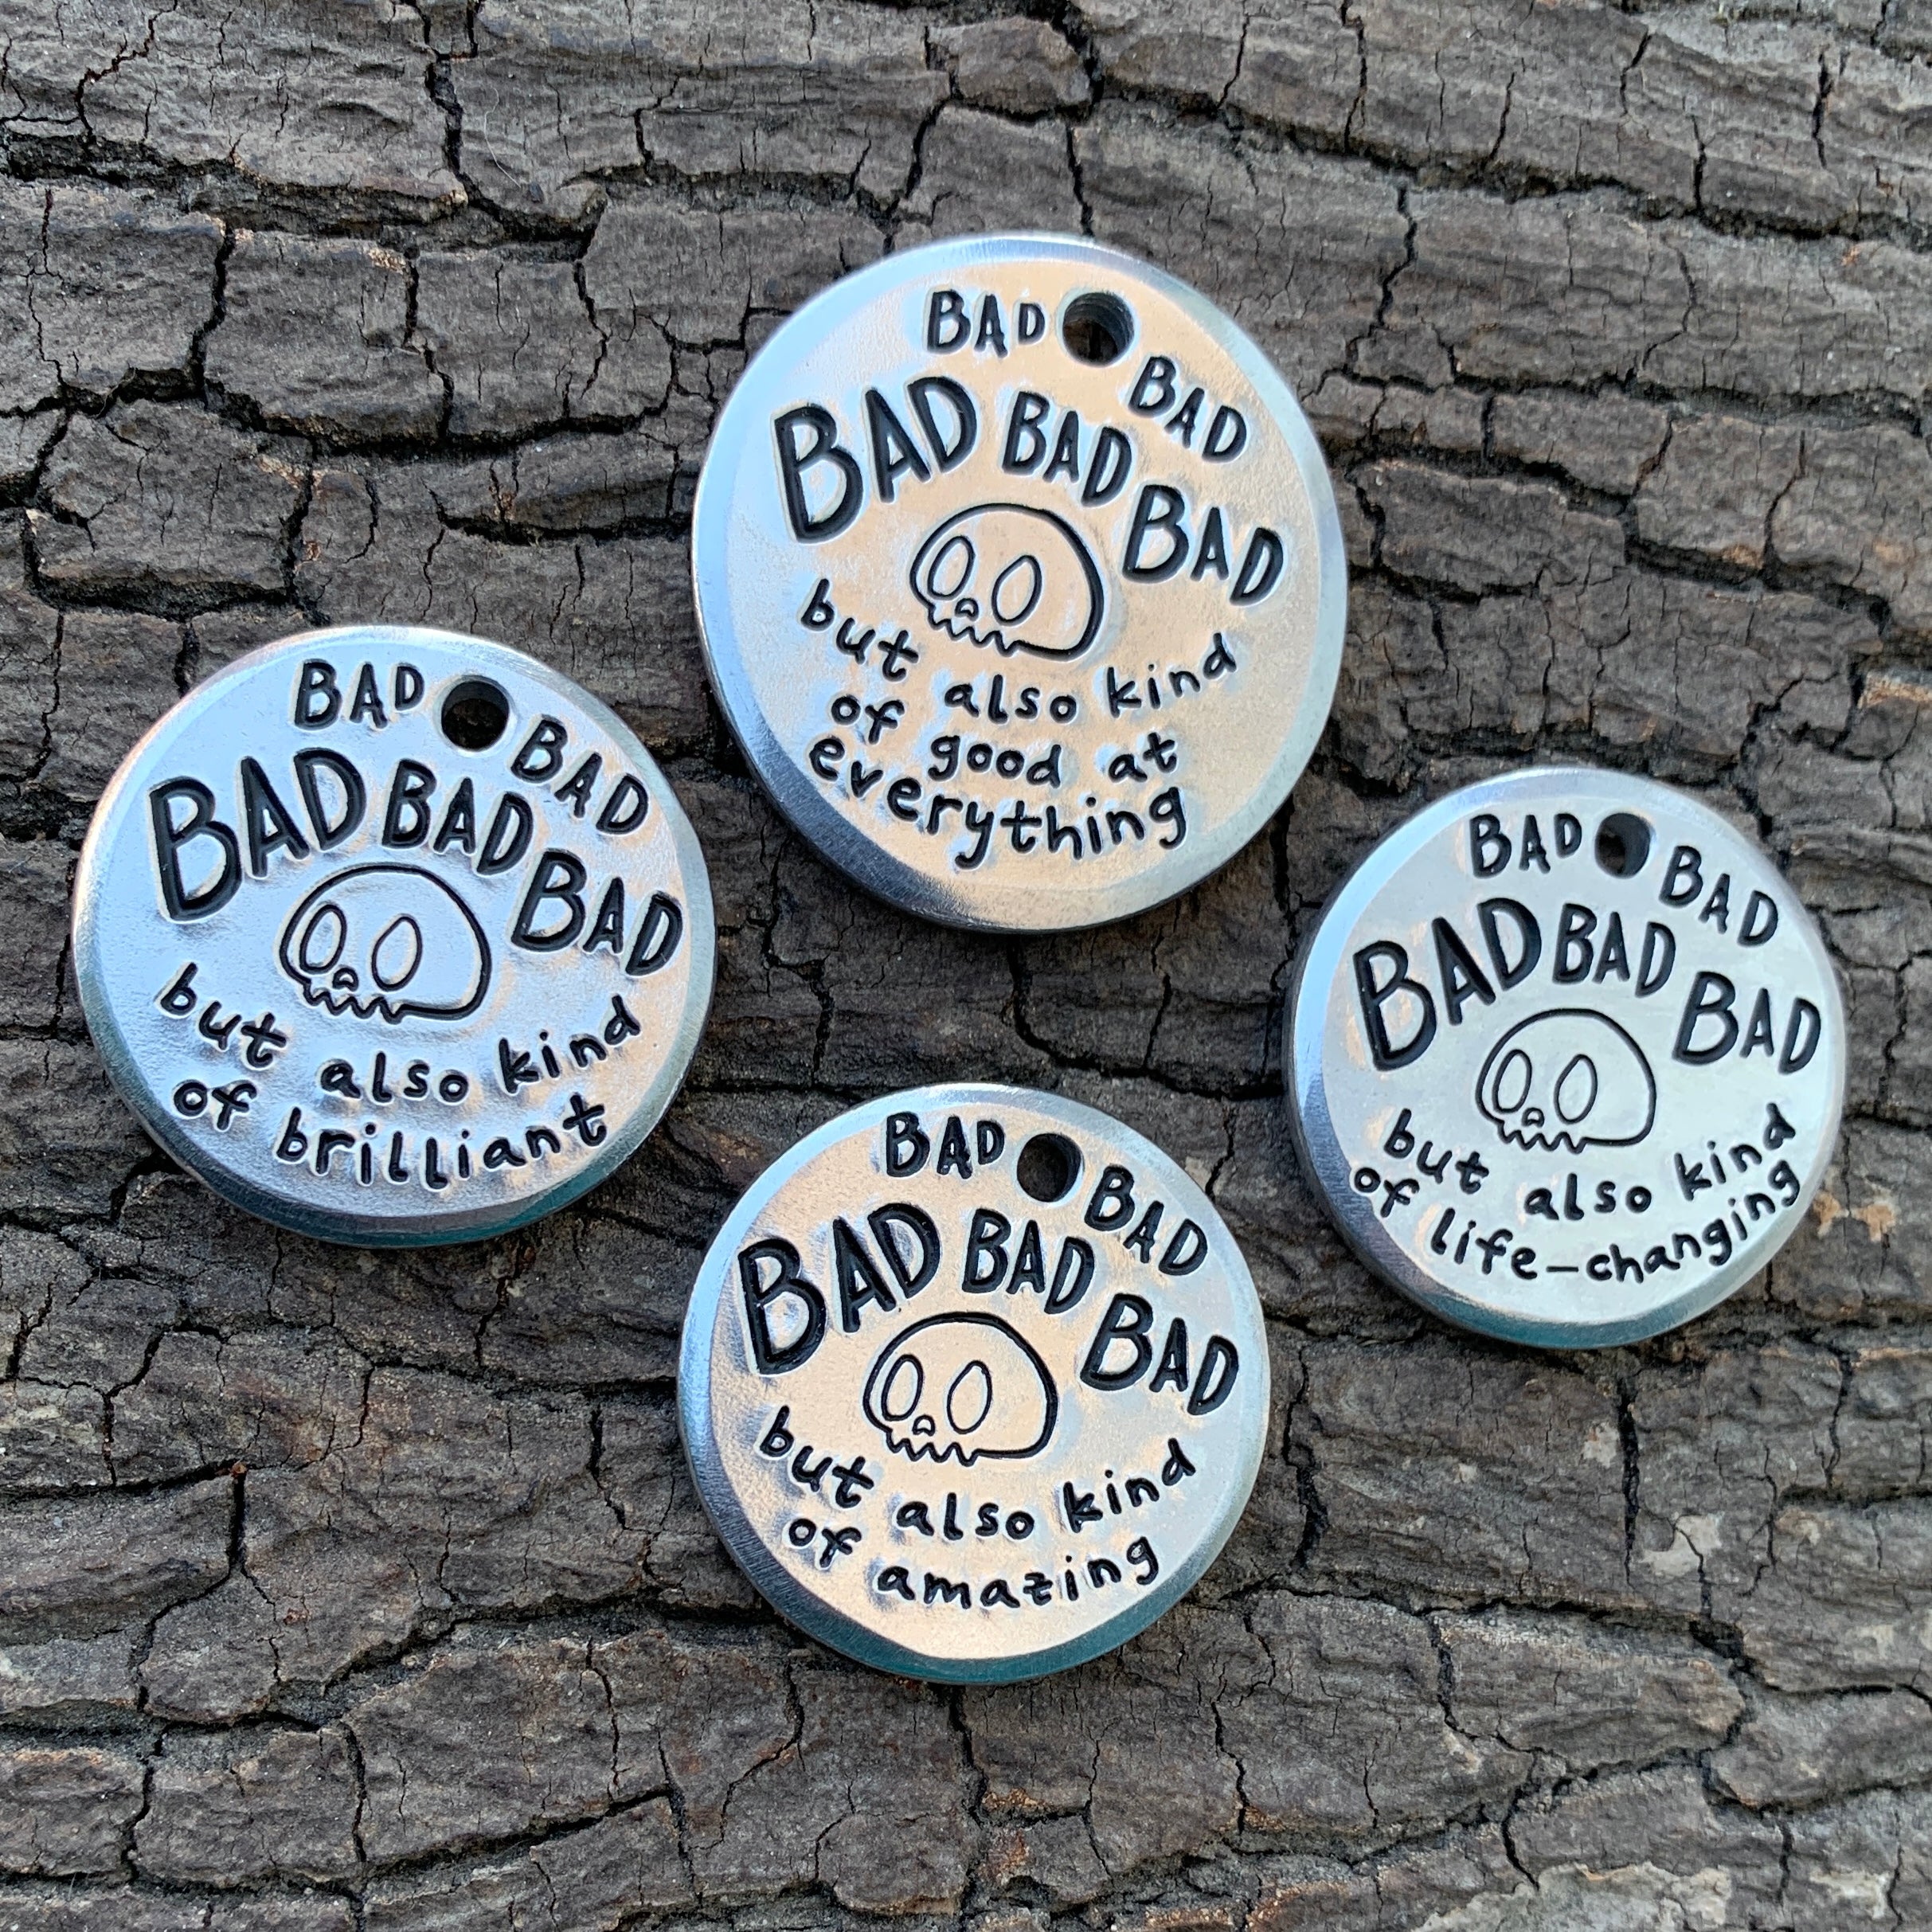 BAD BAD
BAD BAD BAD
but also kind
of good at
everything
BAD BAD
BAD BAD BAD
but also kind
of brilliant
BAD BAD
BAD BAD BAD
but also kind
of life-changing
BAD BAD
BAD BAD BAD
but also kind
of amazing